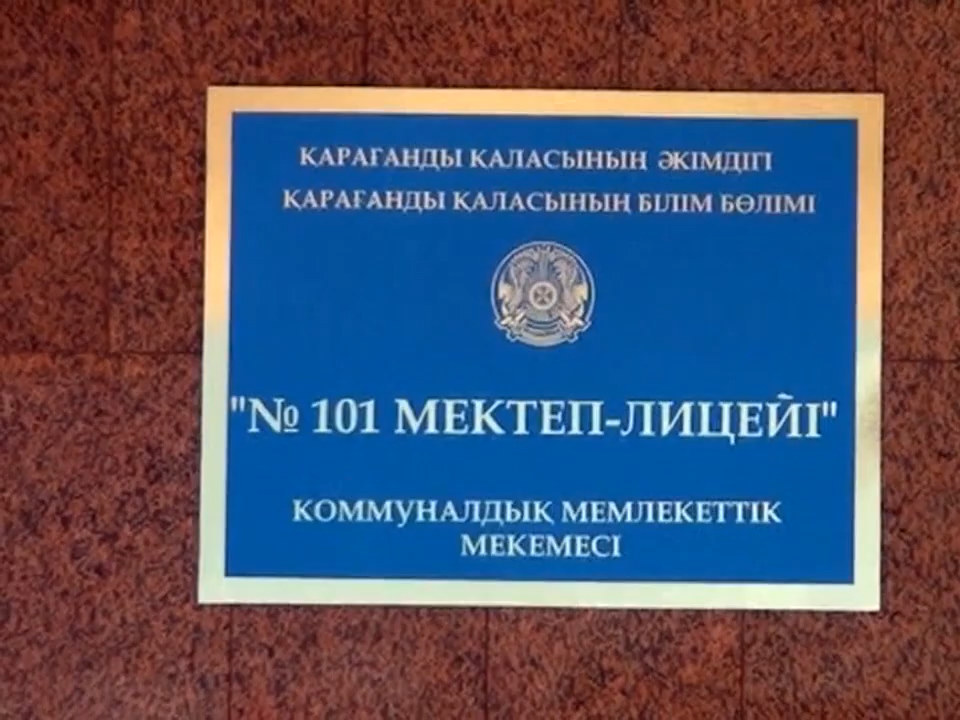 ҚАРАҒАНДЫ ҚАЛАСЫНЫҢ ӘКІМДІГІ
ҚАРАҒАНДЫ ҚАЛАСЫНЫҢ БІЛІМ БӨЛІМІ
"№ 101 МЕКТЕП-ЛИЦЕЙІ"
КОММУНАЛДЫҚ МЕМЛЕКЕТТІК
МЕКЕМЕСІ